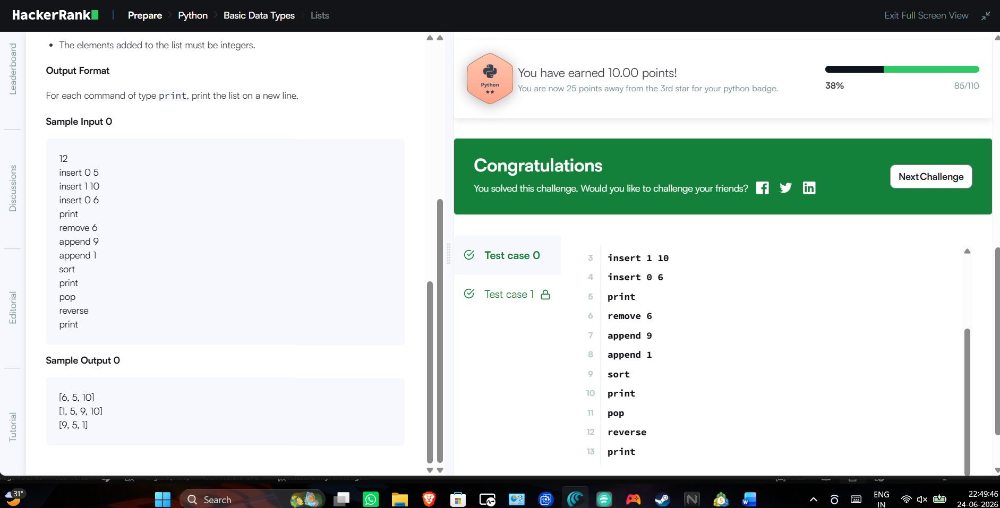 HackerRank
Prepare
Python
Basic Data Types
Lists
Exit Full Screen View
Leaderboard
Discussions
Editorial
Tutorial
The elements added to the list must be integers.
Output Format
For each command of type print, print the list on a new line.
Sample Input 0
12
insert 0 5
insert 1 10
insert 0 6
print
remove 6
append 9
append 1
sort
print
pop
reverse
print
Sample Output 0
[6, 5, 10]
[1, 5, 9, 10]
[9, 5, 1]
Python
You have earned 10.00 points!
You are now 25 points away from the 3rd star for your python badge.
38%
85/110
Congratulations
You solved this challenge. Would you like to challenge your friends?
Next Challenge
Test case 0
Test case 1
3 insert 1 10
4 insert 0 6
5 print
6 remove 6
7 append 9
8 append 1
9 sort
10 print
11 pop
12 reverse
13 print
31°
Search
ENG
IN
22:49:46
24-06-2026